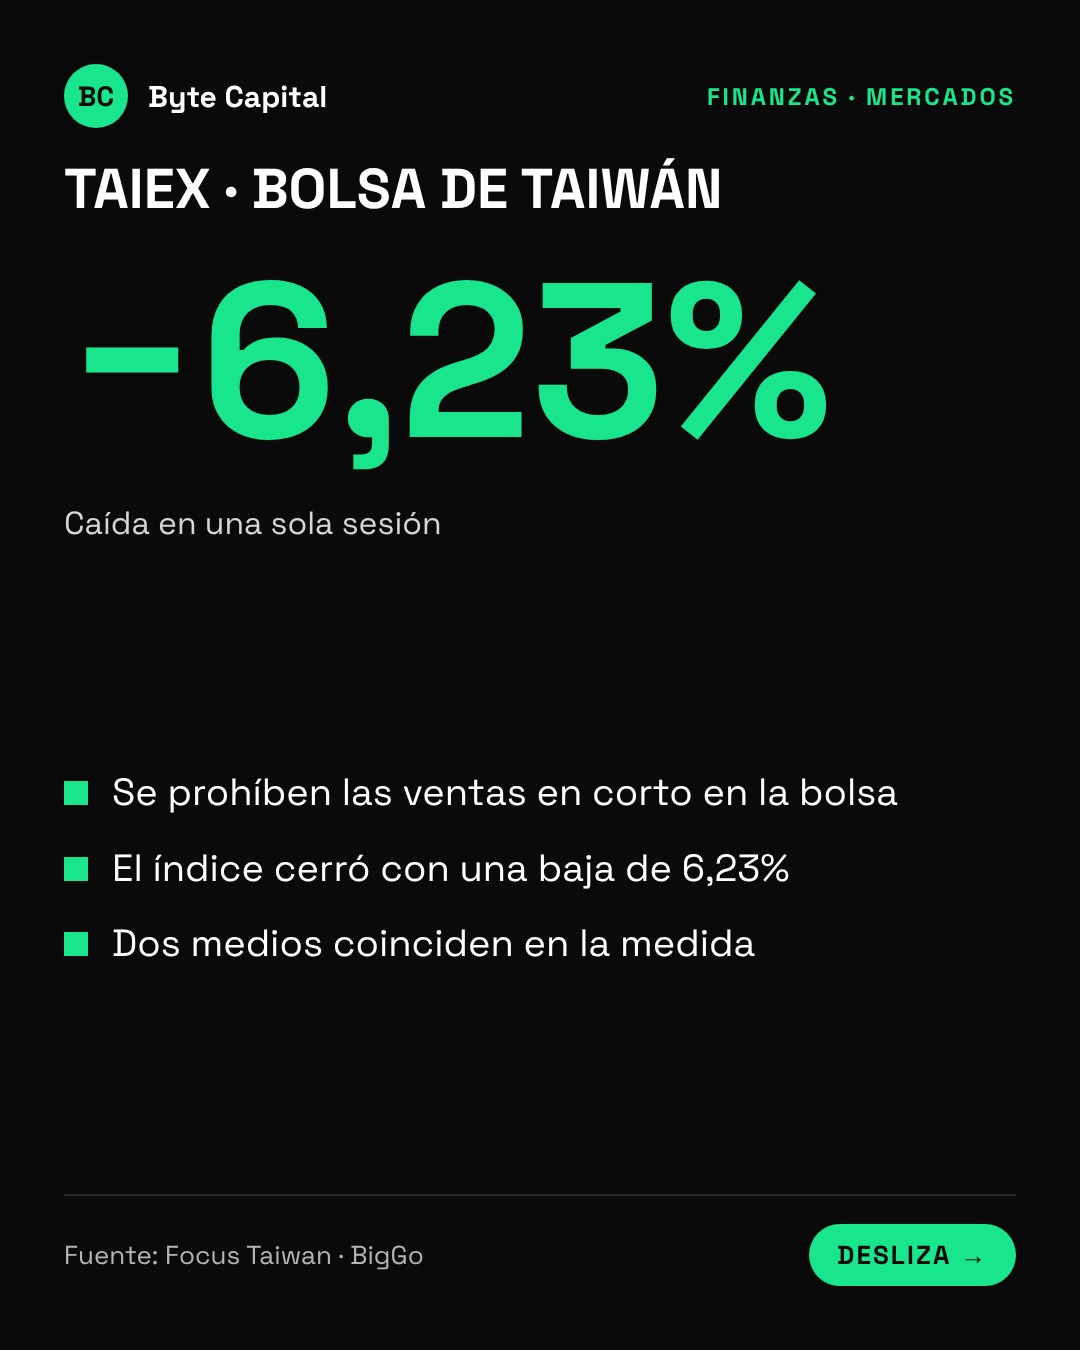 BC Byte Capital
FINANZAS · MERCADOS
TAIEX · BOLSA DE TAIWÁN
-6,23%
Caída en una sola sesión
Se prohíben las ventas en corto en la bolsa
El índice cerró con una baja de 6,23%
Dos medios coinciden en la medida
Fuente: Focus Taiwan · BigGo
DESLIZA →